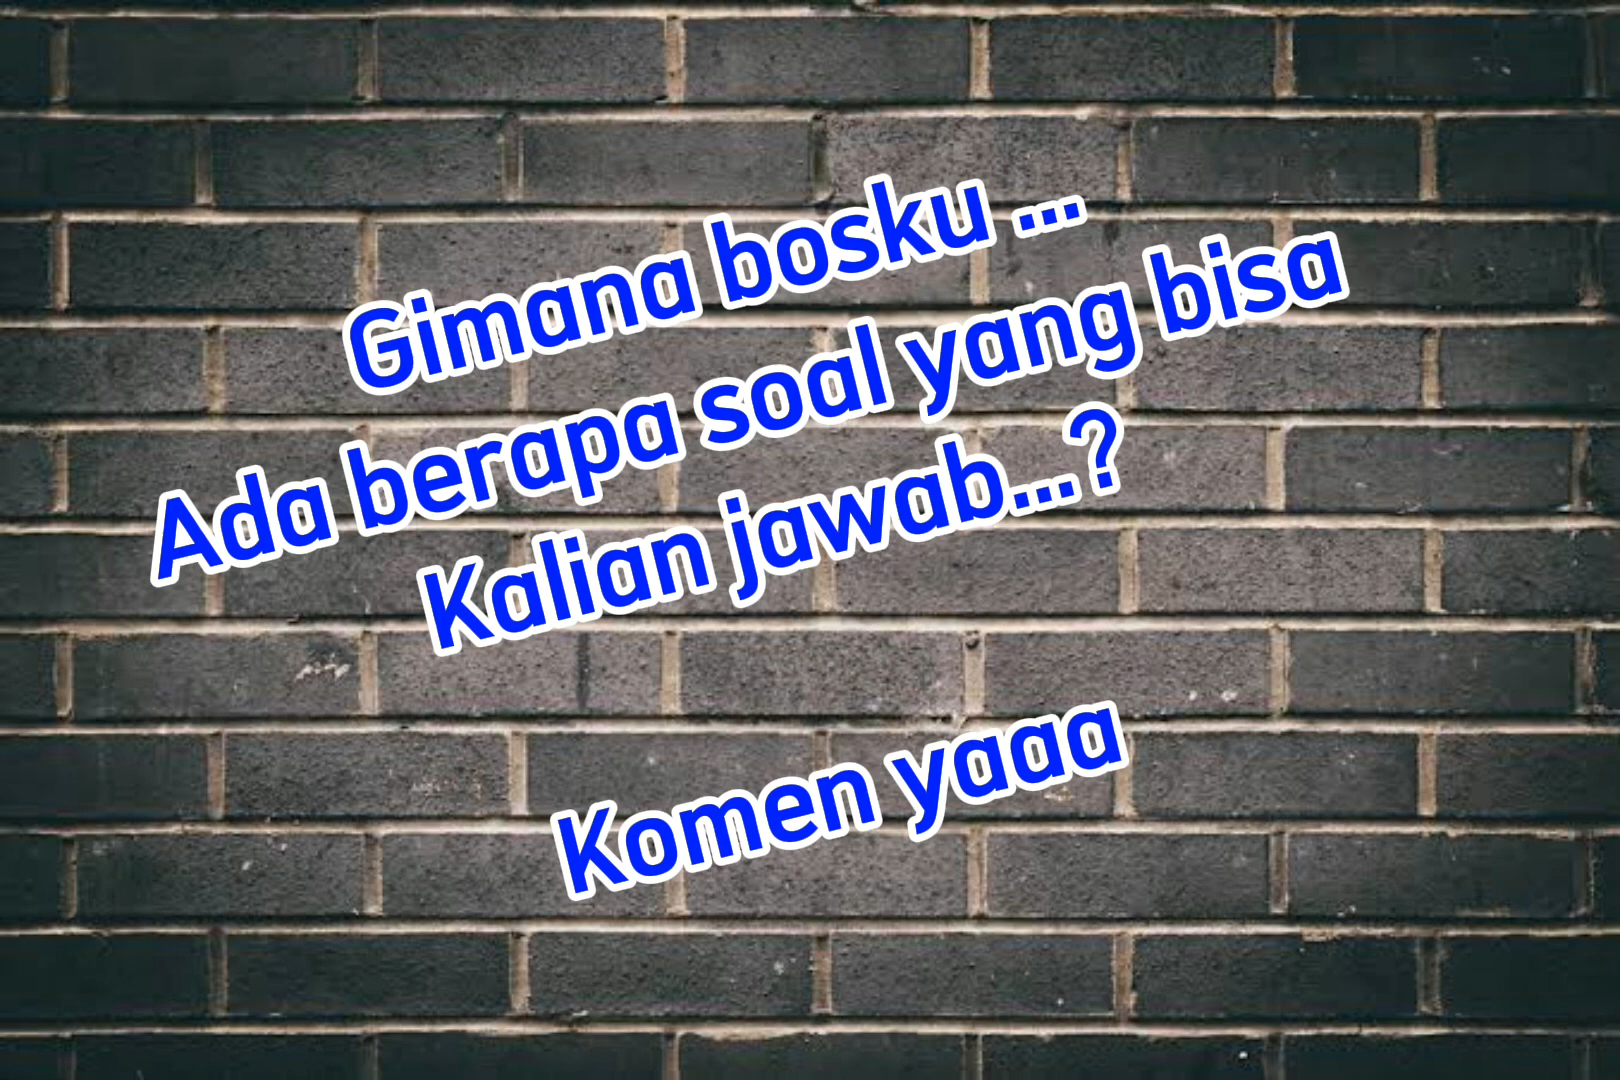 Gimana bosku ...
Ada berapa soal yang bisa
Kalian jawab...?
Komen yaaa